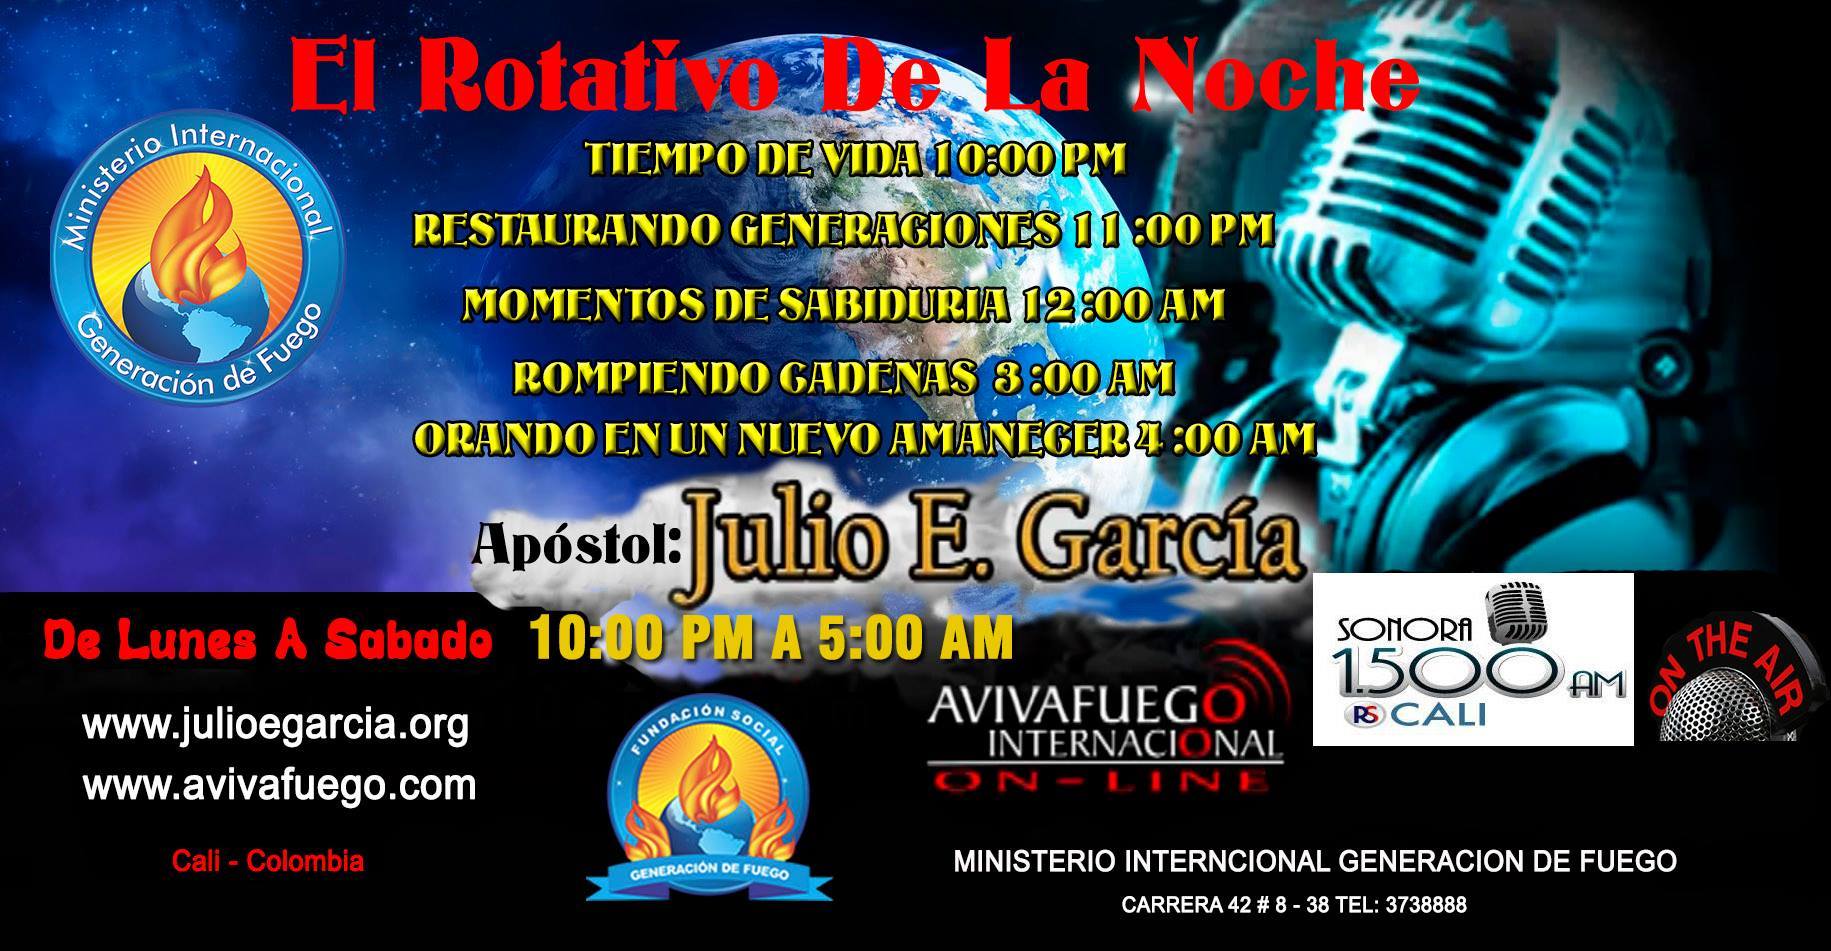 El Rotativo De La Noche
TIEMPO DE VIDA 10:00 PM
RESTAURANDO GENERACIONES 11 :00 PM
MOMENTOS DE SABIDURIA 12 :00 AM
ROMPIENDO CADENAS 3 :00 AM
ORANDO EN UN NUEVO AMANECER 4 :00 AM
Ministerio Internacional
Generación de Fuego
Apóstol: Julio E. García
De Lunes A Sabado 10:00 PM A 5:00 AM
www.julioegarcia.org
www.avivafuego.com
Cali - Colombia
FUNDACIÓN SOCIAL
GENERACIÓN DE FUEGO
AVIVAFUEGO
INTERNACIONAL
ON-LINE
SONORA
1.500 AM
RS CALI
ON THE AIR
MINISTERIO INTERNCIONAL GENERACION DE FUEGO
CARRERA 42 # 8 - 38 TEL: 3738888